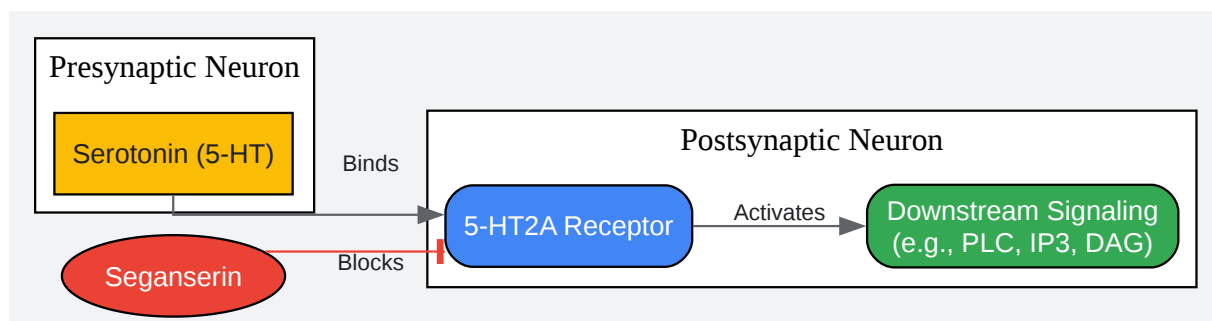 Presynaptic Neuron
Serotonin (5-HT)
Binds
Postsynaptic Neuron
5-HT2A Receptor
Activates
Downstream Signaling
(e.g., PLC, IP3, DAG)
Blocks
Seganserin